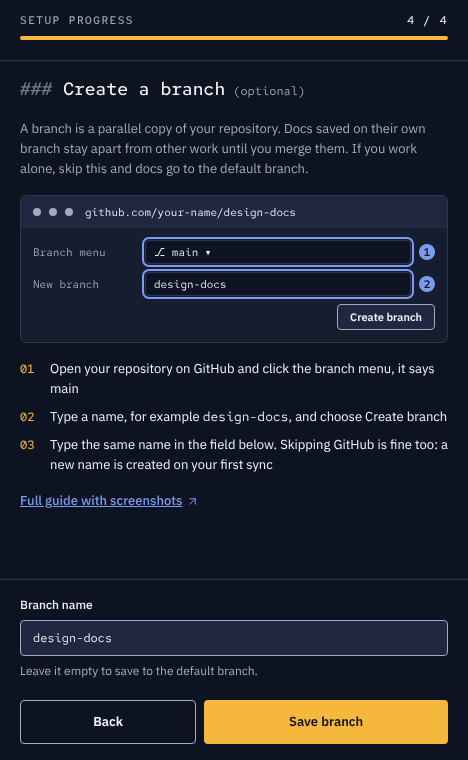 SETUP PROGRESS 4 / 4
### Create a branch (optional)
A branch is a parallel copy of your repository. Docs saved on their own
branch stay apart from other work until you merge them. If you work
alone, skip this and docs go to the default branch.
github.com/your-name/design-docs
Branch menu ⎇ main ▾ 1
New branch design-docs 2
Create branch
01 Open your repository on GitHub and click the branch menu, it says
main
02 Type a name, for example design-docs, and choose Create branch
03 Type the same name in the field below. Skipping GitHub is fine too: a
new name is created on your first sync
Full guide with screenshots ↗
Branch name
design-docs
Leave it empty to save to the default branch.
Back Save branch